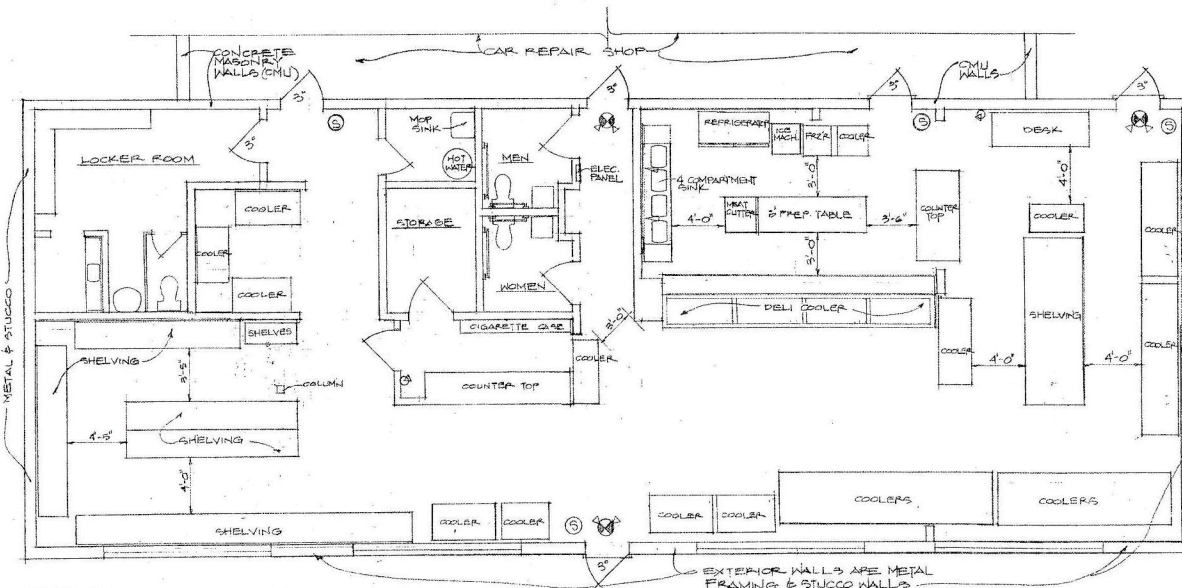 CONCRETE
MASONRY
WALLS (CMU)
CAR REPAIR SHOP
CMU
WALLS
3°
3°
3°
3°
S
MOP
SINK
HOT
WATER
MEN
ELEC.
PANEL
REFRIGERATOR
ICE
MACH.
FRZ'R
COOLER
S
DESK
S
LOCKER ROOM
3°
4 COMPARTMENT
SINK
3'-0"
4'-0"
COOLER
STORAGE
4'-0"
MEAT
CUTTER
PREP. TABLE
3'-6"
COUNTER
TOP
COOLER
COOLER
COOLER
3'-0"
COOLER
WOMEN
COOLER
DELI COOLER
SHELVING
CIGARETTE CASE
3'-0"
SHELVES
SHELVING
COOLER
COOLER
4'-0"
4'-0"
COOLER
METAL & STUCCO
3'-5"
COLUMN
COUNTER TOP
4'-5"
SHELVING
4'-0"
COOLERS
COOLERS
SHELVING
COOLER
COOLER
S
COOLER
COOLER
3°
EXTERIOR WALLS ARE METAL
FRAMING & STUCCO WALLS